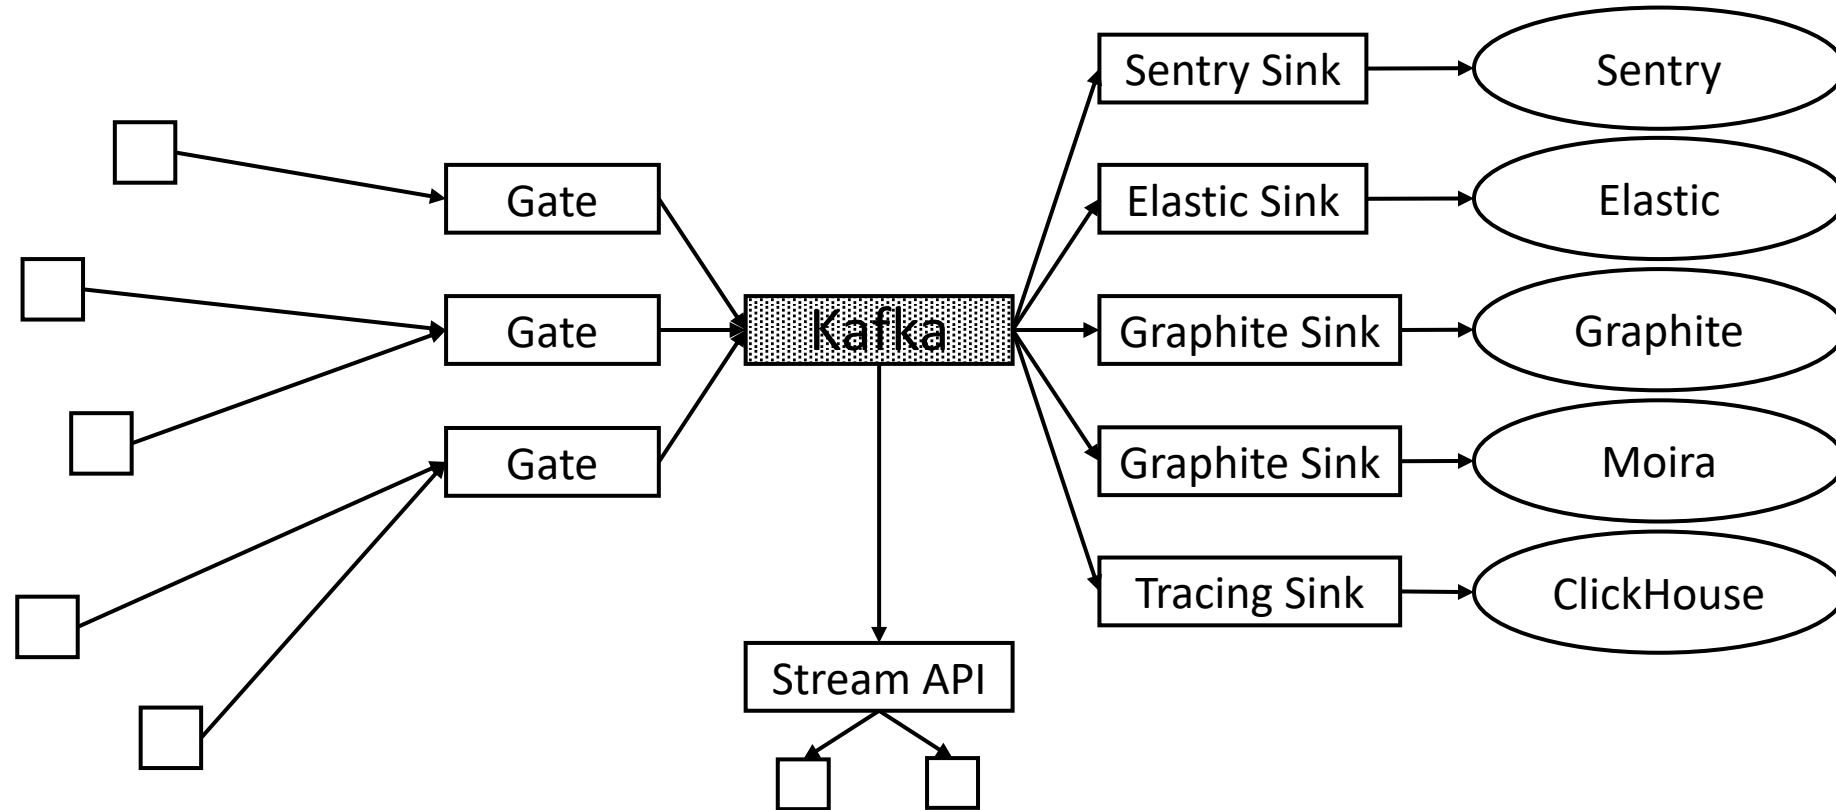 Sentry Sink
Sentry
Gate
Elastic Sink
Elastic
Gate
Kafka
Graphite Sink
Graphite
Gate
Graphite Sink
Moira
Tracing Sink
ClickHouse
Stream API